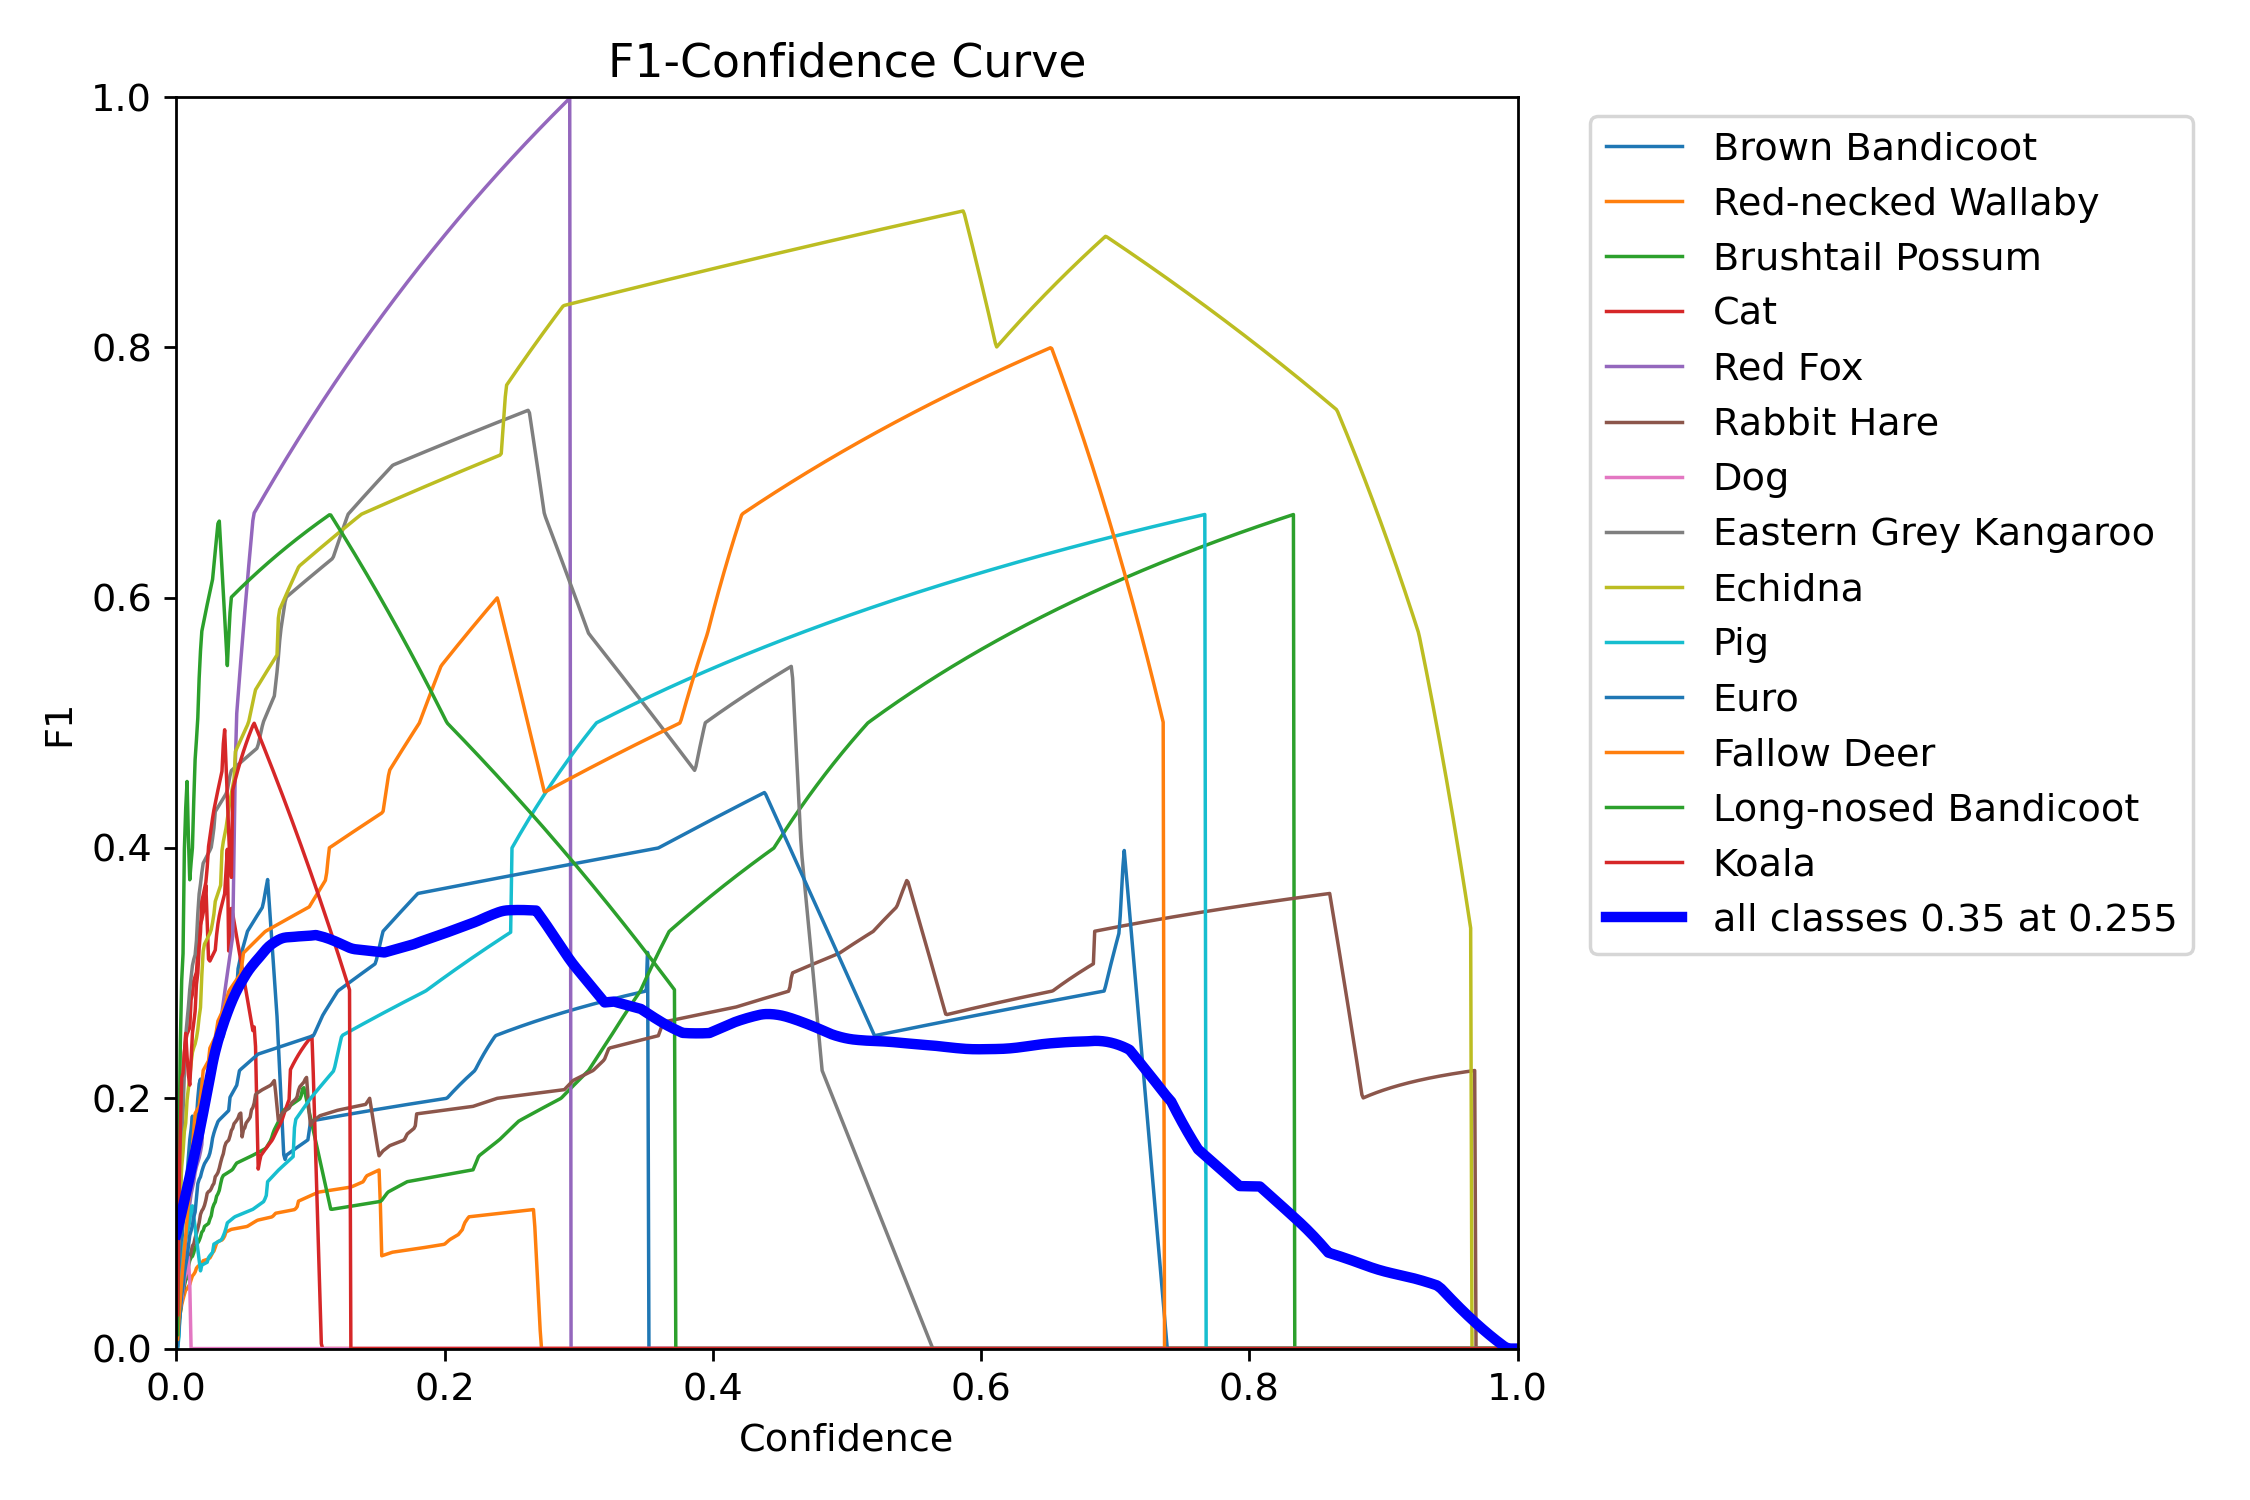 F1-Confidence Curve
1.0
0.8
0.6
0.4
0.2
0.0
F1
0.0 0.2 0.4 0.6 0.8 1.0
Confidence
Brown Bandicoot
Red-necked Wallaby
Brushtail Possum
Cat
Red Fox
Rabbit Hare
Dog
Eastern Grey Kangaroo
Echidna
Pig
Euro
Fallow Deer
Long-nosed Bandicoot
Koala
all classes 0.35 at 0.255